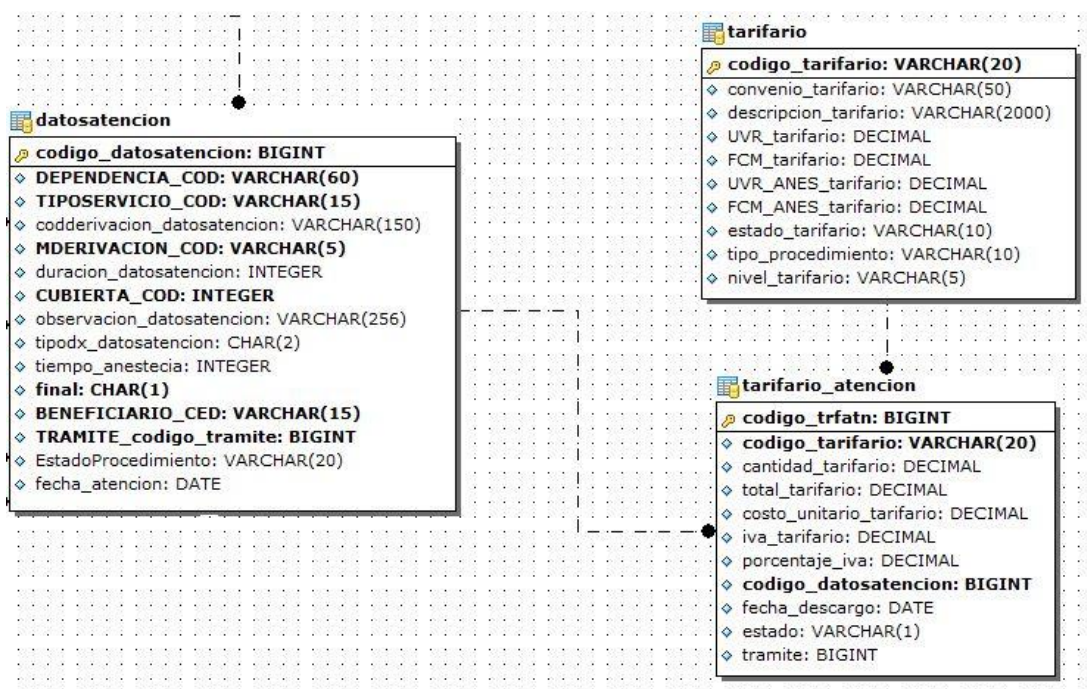 datosatencion
codigo_datosatencion: BIGINT
DEPENDENCIA_COD: VARCHAR(60)
TIPOSERVICIO_COD: VARCHAR(15)
codderivacion_datosatencion: VARCHAR(150)
MDERIVACION_COD: VARCHAR(5)
duracion_datosatencion: INTEGER
CUBIERTA_COD: INTEGER
observacion_datosatencion: VARCHAR(256)
tipodx_datosatencion: CHAR(2)
tiempo_anestecia: INTEGER
final: CHAR(1)
BENEFICIARIO_CED: VARCHAR(15)
TRAMITE_codigo_tramite: BIGINT
EstadoProcedimiento: VARCHAR(20)
fecha_atencion: DATE
tarifario
codigo_tarifario: VARCHAR(20)
convenio_tarifario: VARCHAR(50)
descripcion_tarifario: VARCHAR(2000)
UVR_tarifario: DECIMAL
FCM_tarifario: DECIMAL
UVR_ANES_tarifario: DECIMAL
FCM_ANES_tarifario: DECIMAL
estado_tarifario: VARCHAR(10)
tipo_procedimiento: VARCHAR(10)
nivel_tarifario: VARCHAR(5)
tarifario_atencion
codigo_trfatn: BIGINT
codigo_tarifario: VARCHAR(20)
cantidad_tarifario: DECIMAL
total_tarifario: DECIMAL
costo_unitario_tarifario: DECIMAL
iva_tarifario: DECIMAL
porcentaje_iva: DECIMAL
codigo_datosatencion: BIGINT
fecha_descargo: DATE
estado: VARCHAR(1)
tramite: BIGINT